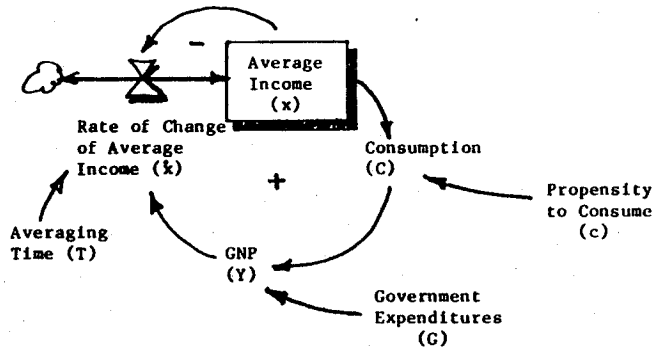 -
Average
Income
(x)
Rate of Change
of Average
Income (ẋ)
Consumption
(C)
+
Propensity
to Consume
(c)
Averaging
Time (T)
GNP
(Y)
Government
Expenditures
(G)